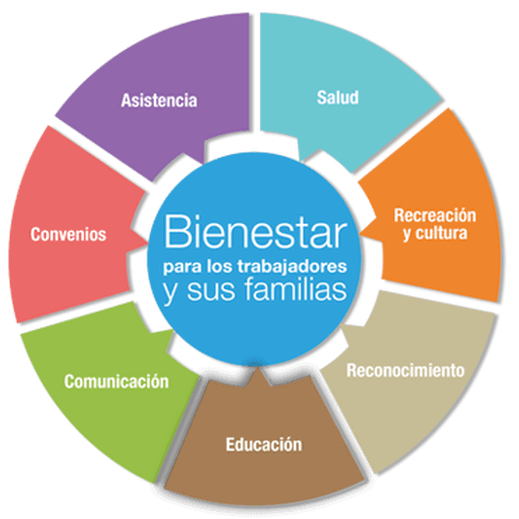 Asistencia
Salud
Recreación
y cultura
Reconocimiento
Educación
Comunicación
Convenios
Bienestar
para los trabajadores
y sus familias